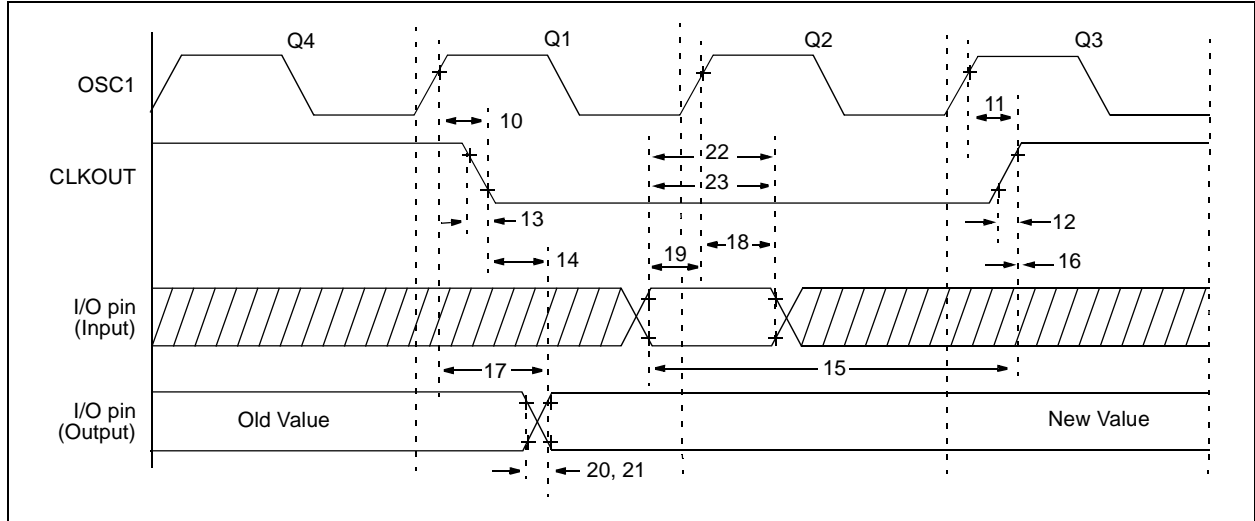 Q4 Q1 Q2 Q3
OSC1
10 11
22
CLKOUT
23
13 12
19 18
14 16
I/O pin
(Input)
17 15
I/O pin
(Output)
Old Value New Value
20, 21